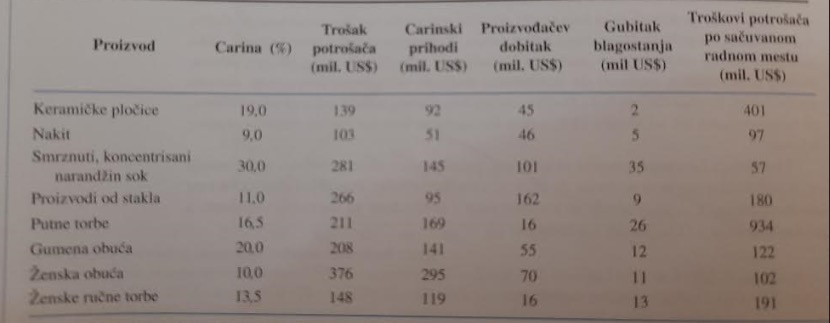 Proizvod Carina (%) Trošak potrošača (mil. US$) Carinski prihodi (mil. US$) Proizvođačev dobitak (mil. US$) Gubitak blagostanja (mil US$) Troškovi potrošača po sačuvanom radnom mestu (mil. US$)
Keramičke pločice 19,0 139 92 45 2 401
Nakit 9,0 103 51 46 5 97
Smrznuti, koncentrisani narandžin sok 30,0 281 145 101 35 57
Proizvodi od stakla 11,0 266 95 162 9 180
Putne torbe 16,5 211 169 16 26 934
Gumena obuća 20,0 208 141 55 12 122
Ženska obuća 10,0 376 295 70 11 102
Ženske ručne torbe 13,5 148 119 16 13 191